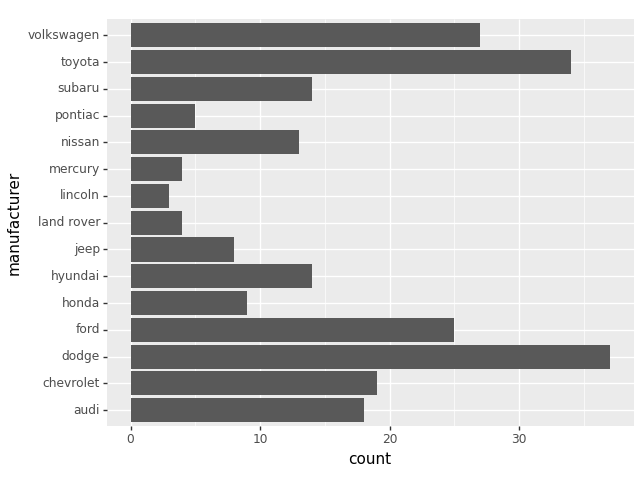 volkswagen
toyota
subaru
pontiac
nissan
mercury
lincoln
land rover
jeep
hyundai
honda
ford
dodge
chevrolet
audi
manufacturer
0 10 20 30
count